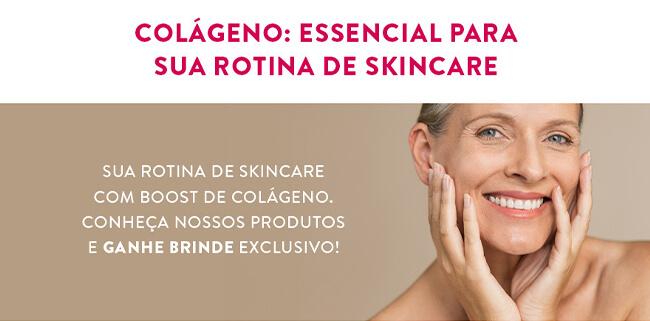 COLÁGENO: ESSENCIAL PARA
SUA ROTINA DE SKINCARE
SUA ROTINA DE SKINCARE
COM BOOST DE COLÁGENO.
CONHEÇA NOSSOS PRODUTOS
E GANHE BRINDE EXCLUSIVO!